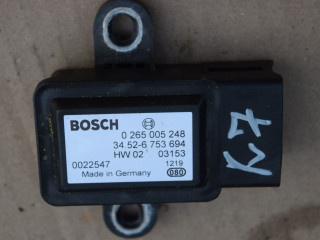 BOSCH
0 265 005 248
34.52-6 753 694
HW 02 03153
0022547 1219
Made in Germany 080
K7